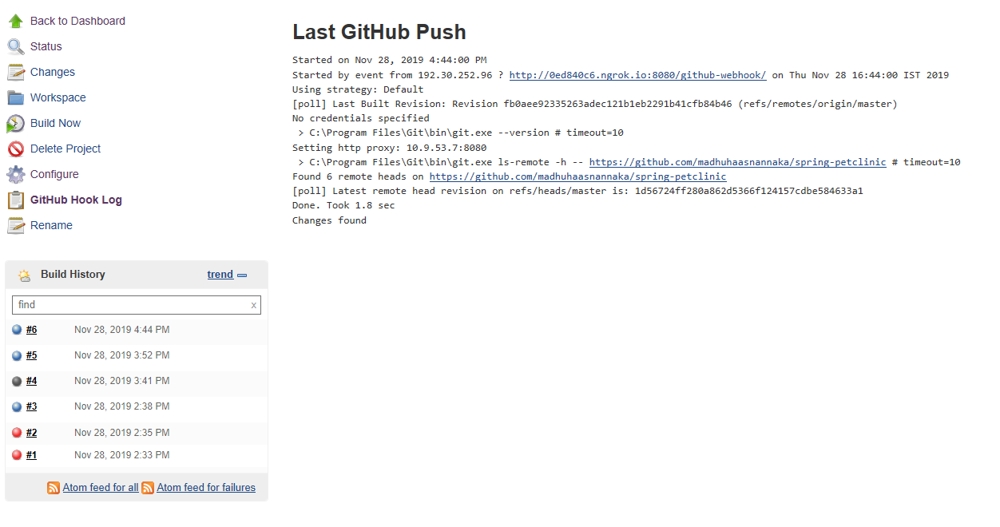 Back to Dashboard
Status
Changes
Workspace
Build Now
Delete Project
Configure
GitHub Hook Log
Rename
Build History
trend
find
x
#6 Nov 28, 2019 4:44 PM
#5 Nov 28, 2019 3:52 PM
#4 Nov 28, 2019 3:41 PM
#3 Nov 28, 2019 2:38 PM
#2 Nov 28, 2019 2:35 PM
#1 Nov 28, 2019 2:33 PM
Atom feed for all Atom feed for failures
Last GitHub Push
Started on Nov 28, 2019 4:44:00 PM
Started by event from 192.30.252.96 ? http://0ed840c6.ngrok.io:8080/github-webhook/ on Thu Nov 28 16:44:00 IST 2019
Using strategy: Default
[poll] Last Built Revision: Revision fb0aee92335263adec121b1eb2291b41cfb84b46 (refs/remotes/origin/master)
No credentials specified
> C:\Program Files\Git\bin\git.exe --version # timeout=10
Setting http proxy: 10.9.53.7:8080
> C:\Program Files\Git\bin\git.exe ls-remote -h -- https://github.com/madhuhaasnannaka/spring-petclinic # timeout=10
Found 6 remote heads on https://github.com/madhuhaasnannaka/spring-petclinic
[poll] Latest remote head revision on refs/heads/master is: 1d56724ff280a862d5366f124157cdbe584633a1
Done. Took 1.8 sec
Changes found